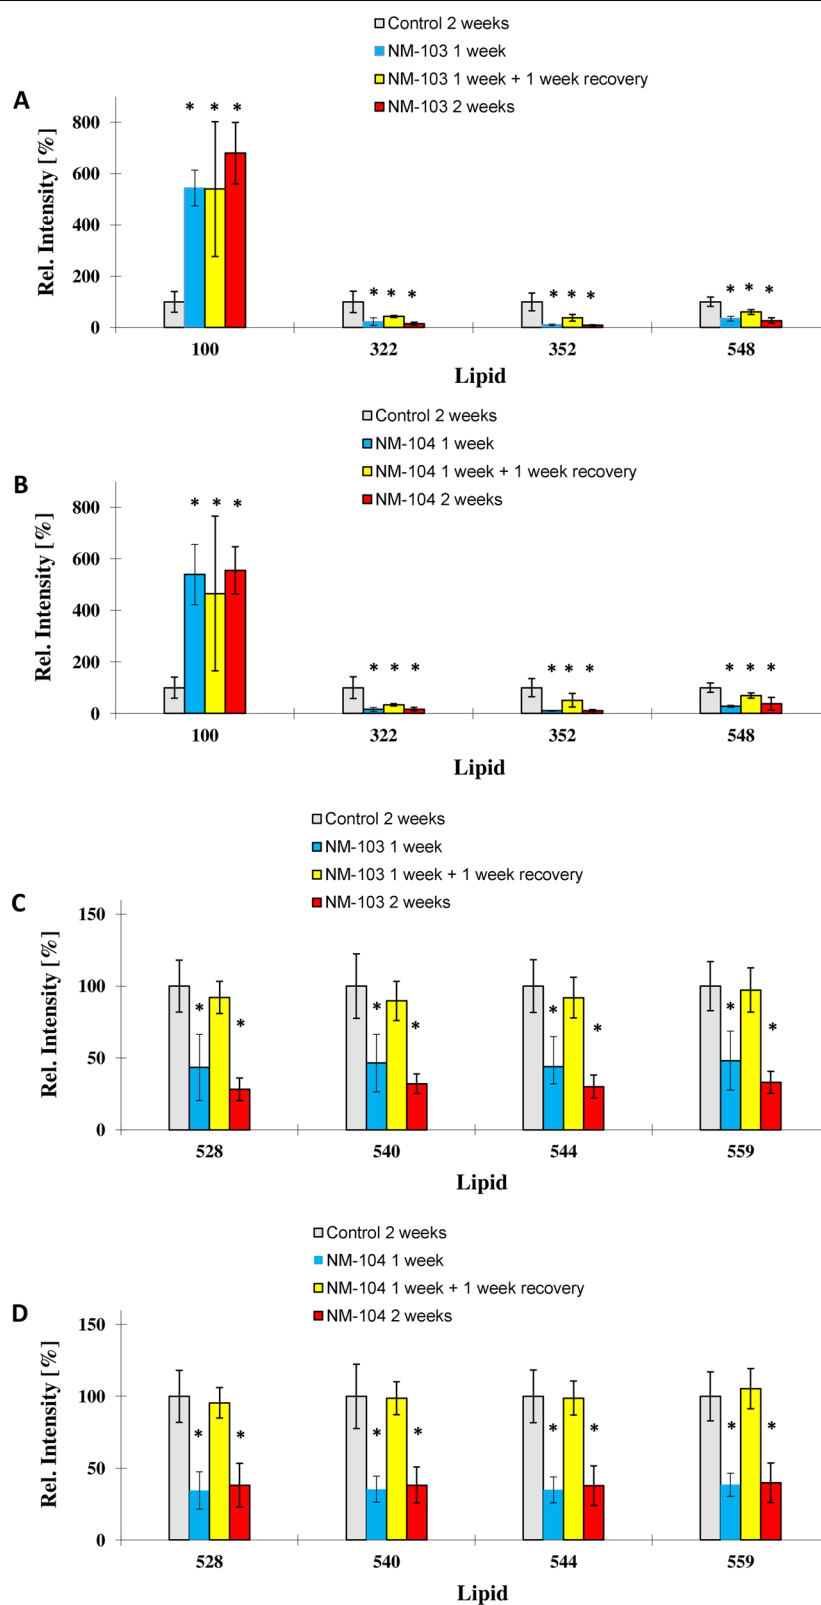 Control 2 weeks
NM-103 1 week
NM-103 1 week + 1 week recovery
NM-103 2 weeks
A
Rel. Intensity [%]
800
600
400
200
0
* * *
* * *
* * *
* * *
100 322 352 548
Lipid
Control 2 weeks
NM-104 1 week
NM-104 1 week + 1 week recovery
NM-104 2 weeks
B
Rel. Intensity [%]
800
600
400
200
0
* * *
* * *
* * *
* * *
100 322 352 548
Lipid
Control 2 weeks
NM-103 1 week
NM-103 1 week + 1 week recovery
NM-103 2 weeks
C
Rel. Intensity [%]
150
100
50
0
* *
* *
* *
* *
528 540 544 559
Lipid
Control 2 weeks
NM-104 1 week
NM-104 1 week + 1 week recovery
NM-104 2 weeks
D
Rel. Intensity [%]
150
100
50
0
* *
* *
* *
* *
528 540 544 559
Lipid